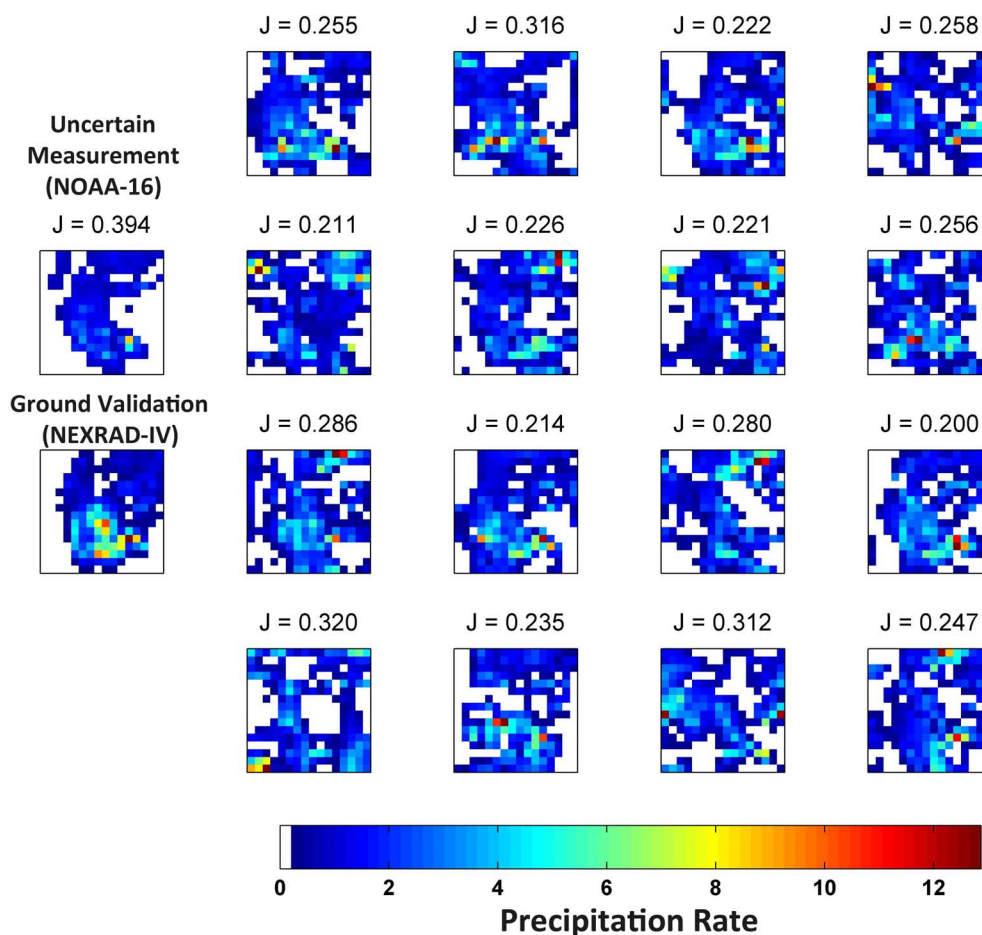 J = 0.255
J = 0.316
J = 0.222
J = 0.258
Uncertain
Measurement
(NOAA-16)
J = 0.394
J = 0.211
J = 0.226
J = 0.221
J = 0.256
Ground Validation
(NEXRAD-IV)
J = 0.286
J = 0.214
J = 0.280
J = 0.200
J = 0.320
J = 0.235
J = 0.312
J = 0.247
0 2 4 6 8 10 12
Precipitation Rate